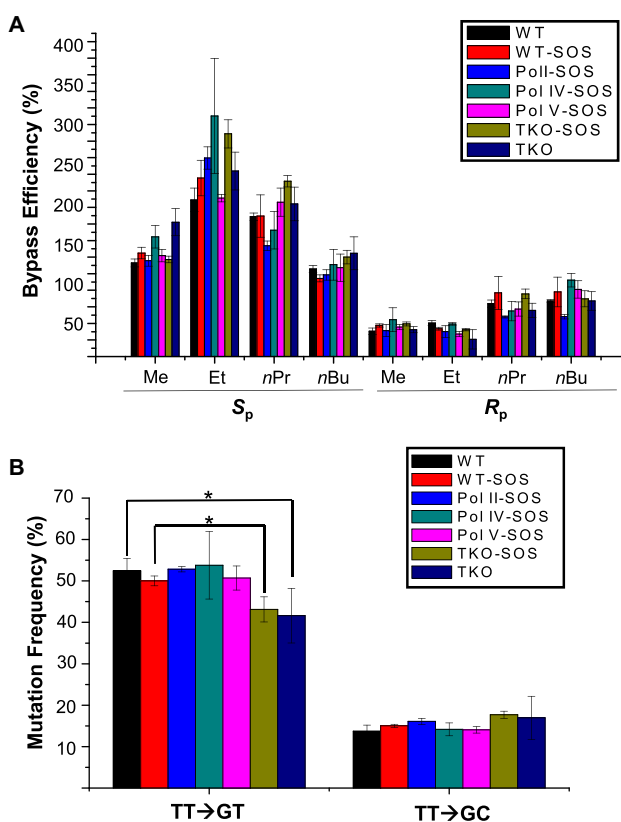 A
Bypass Efficiency (%)
400
350
300
250
200
150
100
50
WT
WT-SOS
PolII-SOS
Pol IV-SOS
Pol V-SOS
TKO-SOS
TKO
Me Et nPr nBu Me Et nPr nBu
Sp Rp
B
Mutation Frequency (%)
70
60
50
40
30
20
10
WT
WT-SOS
Pol II-SOS
Pol IV-SOS
Pol V-SOS
TKO-SOS
TKO
*
*
TT→GT TT→GC